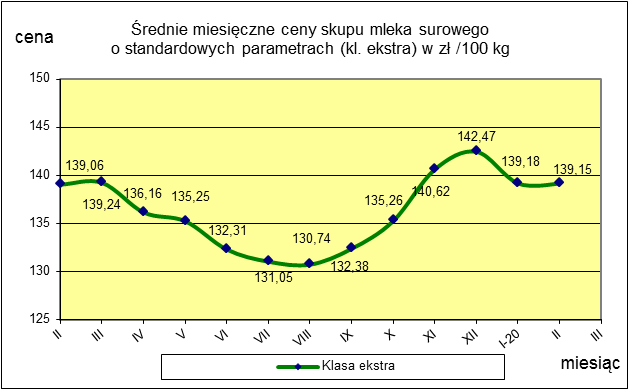 Średnie miesięczne ceny skupu mleka surowego
o standardowych parametrach (kl. ekstra) w zł /100 kg
cena
150
145
140
135
130
125
139,06
139,24
136,16
135,25
132,31
131,05
130,74
132,38
135,26
140,62
142,47
139,18
139,15
II
III
IV
V
VI
VII
VIII
IX
X
XI
XII
I-20
II
III
miesiąc
Klasa ekstra